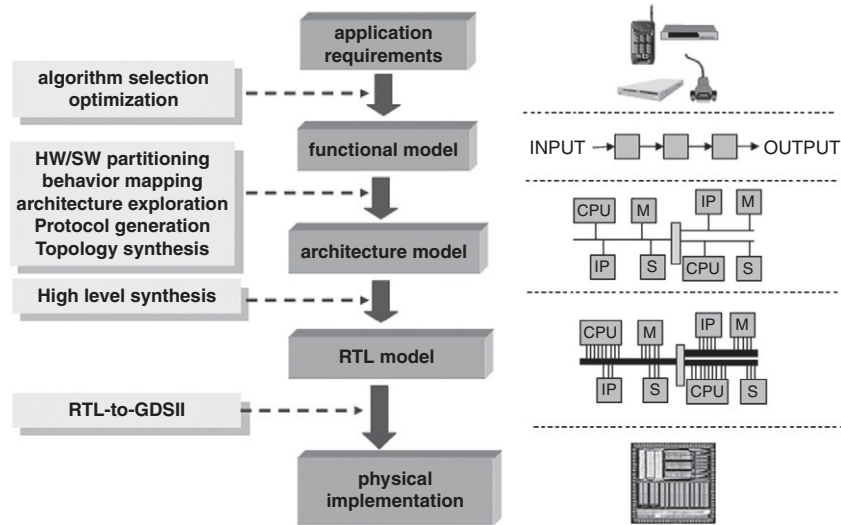 application
requirements
algorithm selection
optimization
functional model
INPUT
OUTPUT
HW/SW partitioning
behavior mapping
architecture exploration
Protocol generation
Topology synthesis
architecture model
CPU
M
IP
M
IP
S
CPU
S
High level synthesis
RTL model
CPU
M
IP
M
IP
S
CPU
S
RTL-to-GDSII
physical
implementation